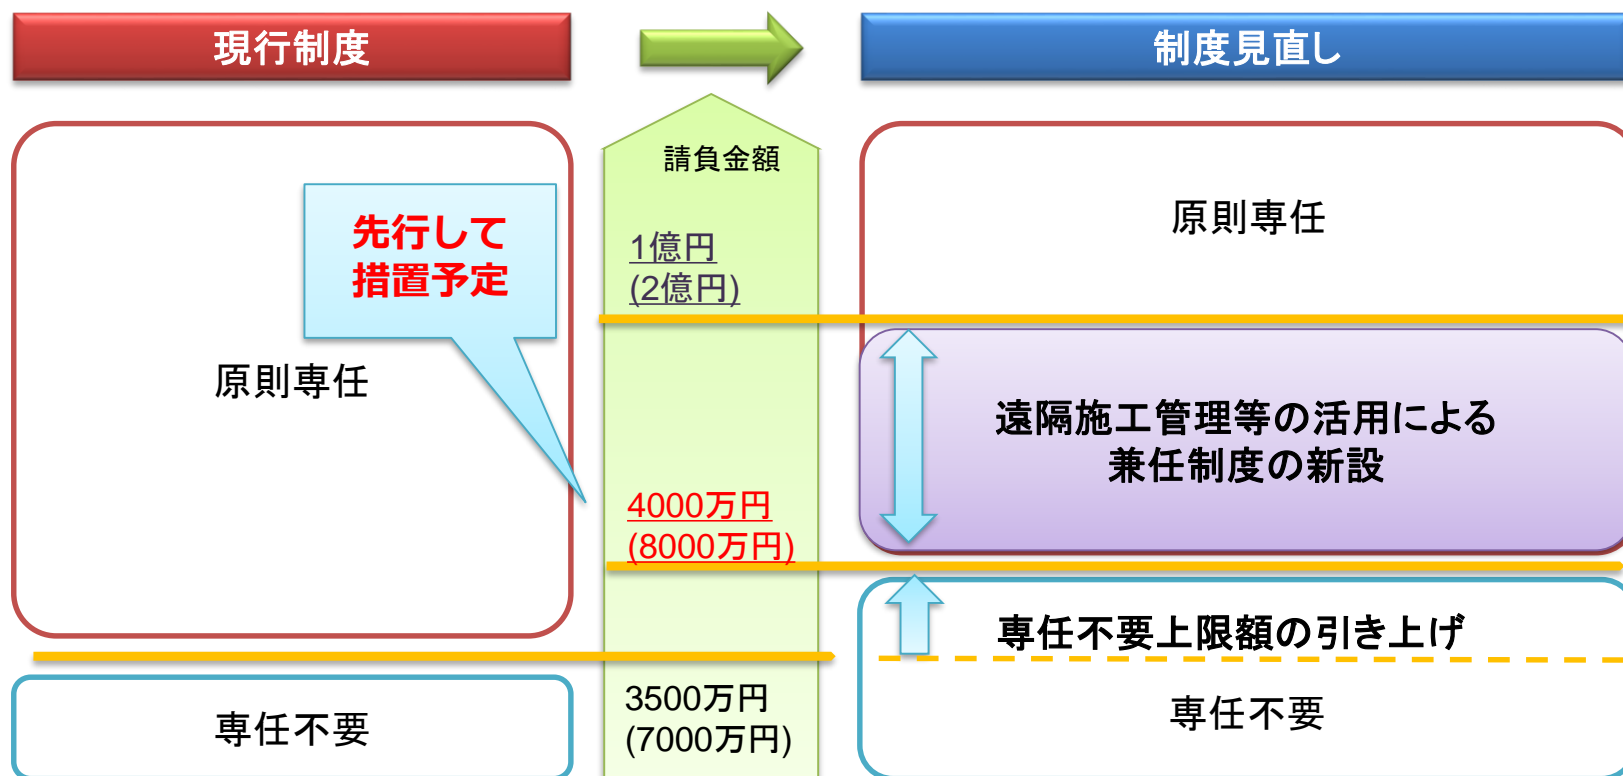 現行制度
制度見直し
請負金額
原則専任
先行して
措置予定
1億円
(2億円)
原則専任
遠隔施工管理等の活用による
兼任制度の新設
4000万円
(8000万円)
専任不要上限額の引き上げ
専任不要
3500万円
(7000万円)
専任不要